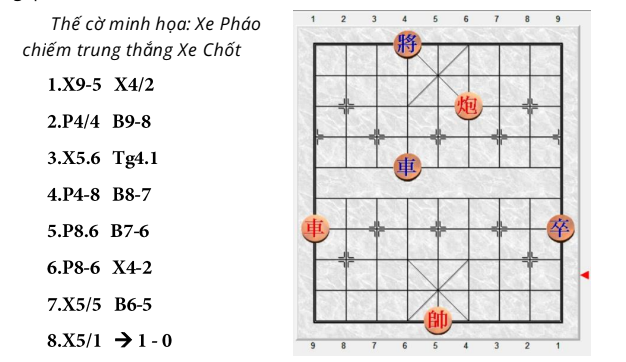 Thế cờ minh họa: Xe Pháo
chiếm trung thắng Xe Chốt
1.X9-5 X4/2
2.P4/4 B9-8
3.X5.6 Tg4.1
4.P4-8 B8-7
5.P8.6 B7-6
6.P8-6 X4-2
7.X5/5 B6-5
8.X5/1 → 1 - 0
1 2 3 4 5 6 7 8 9
將
炮
車
車 卒
帥
9 8 7 6 5 4 3 2 1